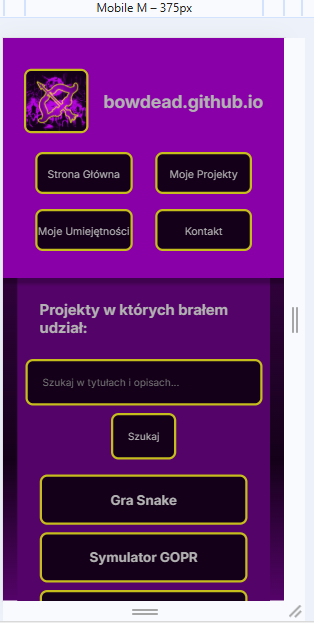 Mobile M – 375px
bowdead.github.io
Strona Główna
Moje Projekty
Moje Umiejętności
Kontakt
Projekty w których brałem
udział:
Szukaj w tytułach i opisach...
Szukaj
Gra Snake
Symulator GOPR